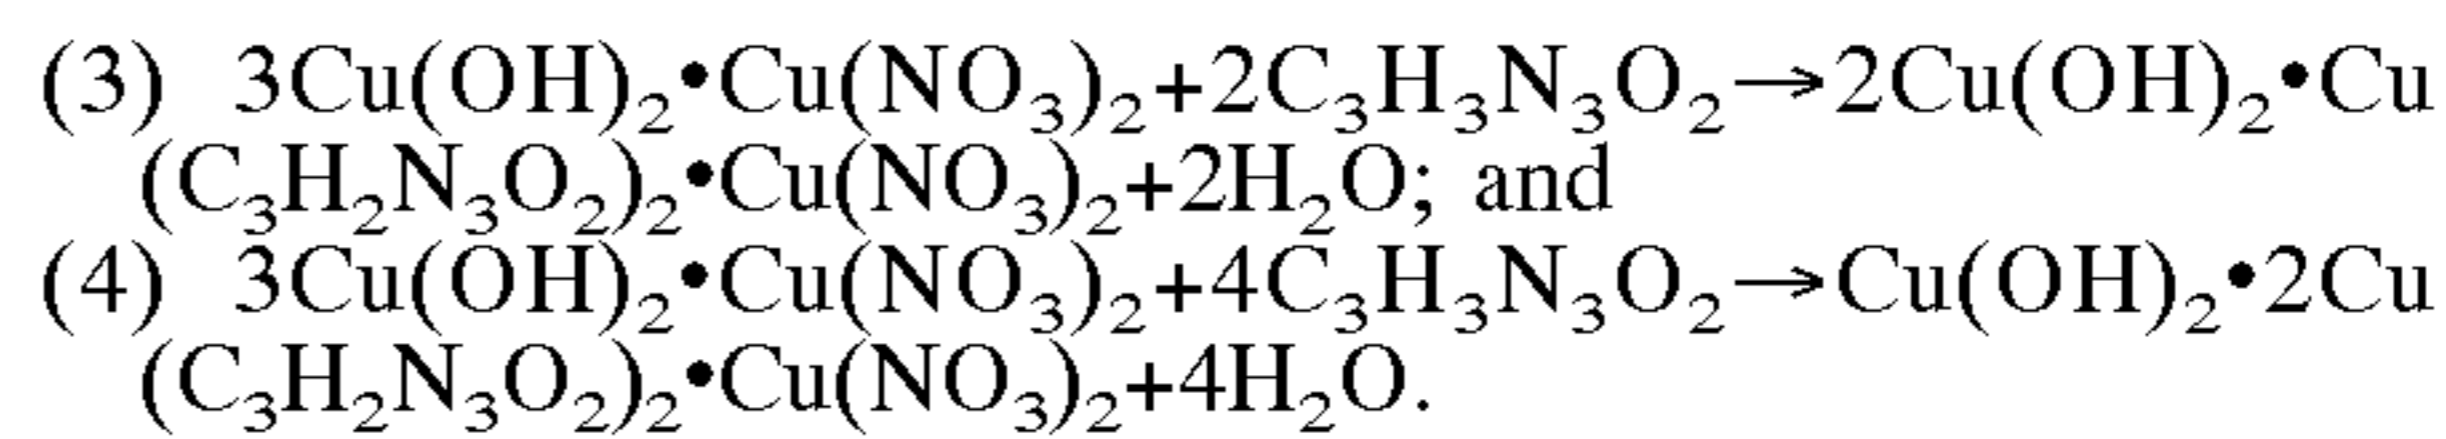 (3) 3Cu(OH)₂•Cu(NO₃)₂+2C₃H₃N₃O₂→2Cu(OH)₂•Cu
(C₃H₂N₃O₂)₂•Cu(NO₃)₂+2H₂O; and
(4) 3Cu(OH)₂•Cu(NO₃)₂+4C₃H₃N₃O₂→Cu(OH)₂•2Cu
(C₃H₂N₃O₂)₂•Cu(NO₃)₂+4H₂O.